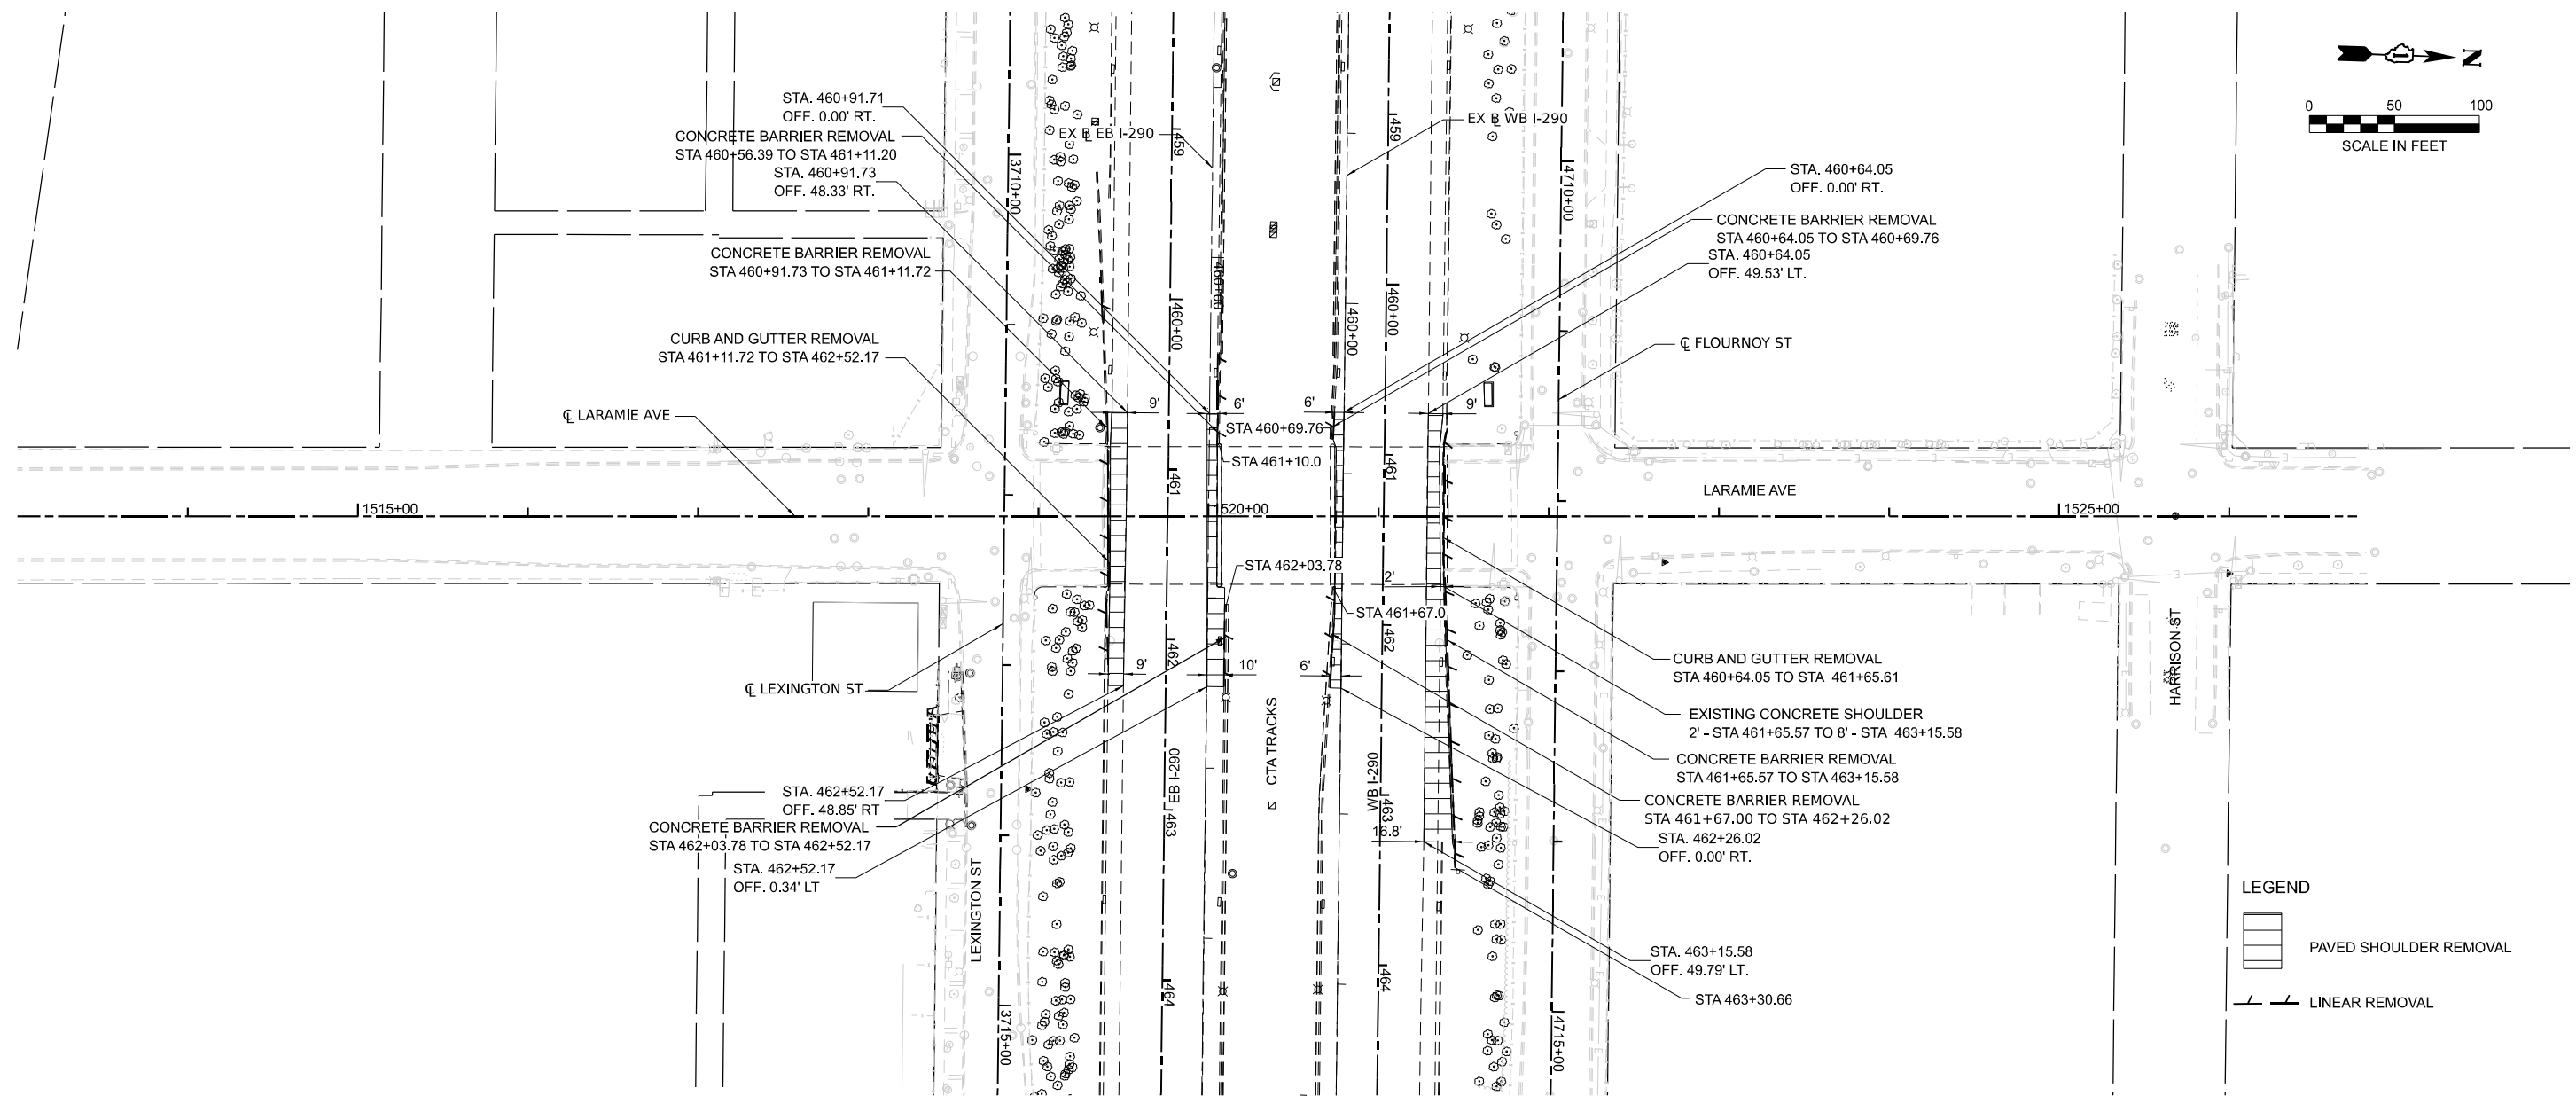 STA. 460+91.71
OFF. 0.00' RT.
CONCRETE BARRIER REMOVAL
STA 460+56.39 TO STA 461+11.20
STA. 460+91.73
OFF. 48.33' RT.
CONCRETE BARRIER REMOVAL
STA 460+91.73 TO STA 461+11.72
CURB AND GUTTER REMOVAL
STA 461+11.72 TO STA 462+52.17
℄ LARAMIE AVE
EX ℄ EB I-290
EX ℄ WB I-290
N
0 50 100
SCALE IN FEET
STA. 460+64.05
OFF. 0.00' RT.
CONCRETE BARRIER REMOVAL
STA 460+64.05 TO STA 460+69.76
STA. 460+64.05
OFF. 49.53' LT.
℄ FLOURNOY ST
3710+00
459
459
4710+00
460+00
460+00
460+00
460+00
9'
6'
6'
9'
STA 460+69.76
STA 461+10.0
461
461
LARAMIE AVE
1515+00
1520+00
1525+00
STA 462+03.78
2'
STA 461+67.0
462
462
9'
10'
6'
℄ LEXINGTON ST
CURB AND GUTTER REMOVAL
STA 460+64.05 TO STA 461+65.61
EXISTING CONCRETE SHOULDER
2' - STA 461+65.57 TO 8' - STA 463+15.58
CONCRETE BARRIER REMOVAL
STA 461+65.57 TO STA 463+15.58
CONCRETE BARRIER REMOVAL
STA 461+67.00 TO STA 462+26.02
STA. 462+26.02
OFF. 0.00' RT.
HARRISON ST
CTA TRACKS
EB I-290
WB I-290
463
463
16.8'
STA. 462+52.17
OFF. 48.85' RT
CONCRETE BARRIER REMOVAL
STA 462+03.78 TO STA 462+52.17
STA. 462+52.17
OFF. 0.34' LT
LEXINGTON ST
STA. 463+15.58
OFF. 49.79' LT.
STA 463+30.66
464
464
3715+00
4715+00
LEGEND
PAVED SHOULDER REMOVAL
LINEAR REMOVAL